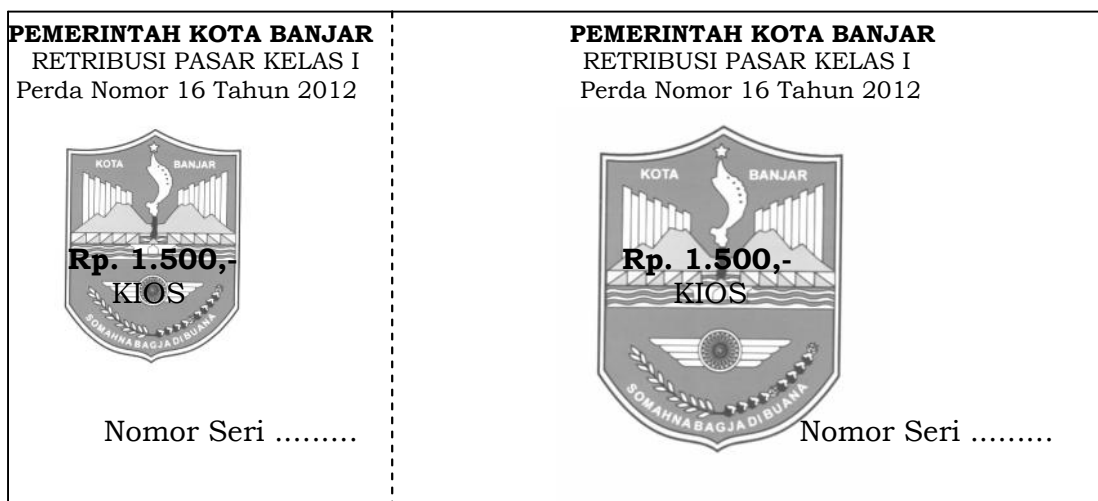 PEMERINTAH KOTA BANJAR
RETRIBUSI PASAR KELAS I
Perda Nomor 16 Tahun 2012
KOTA BANJAR
Rp. 1.500,-
KIOS
SOMAHNA BAGJA DI BUANA
Nomor Seri .........
PEMERINTAH KOTA BANJAR
RETRIBUSI PASAR KELAS I
Perda Nomor 16 Tahun 2012
KOTA BANJAR
Rp. 1.500,-
KIOS
SOMAHNA BAGJA DI BUANA
Nomor Seri .........